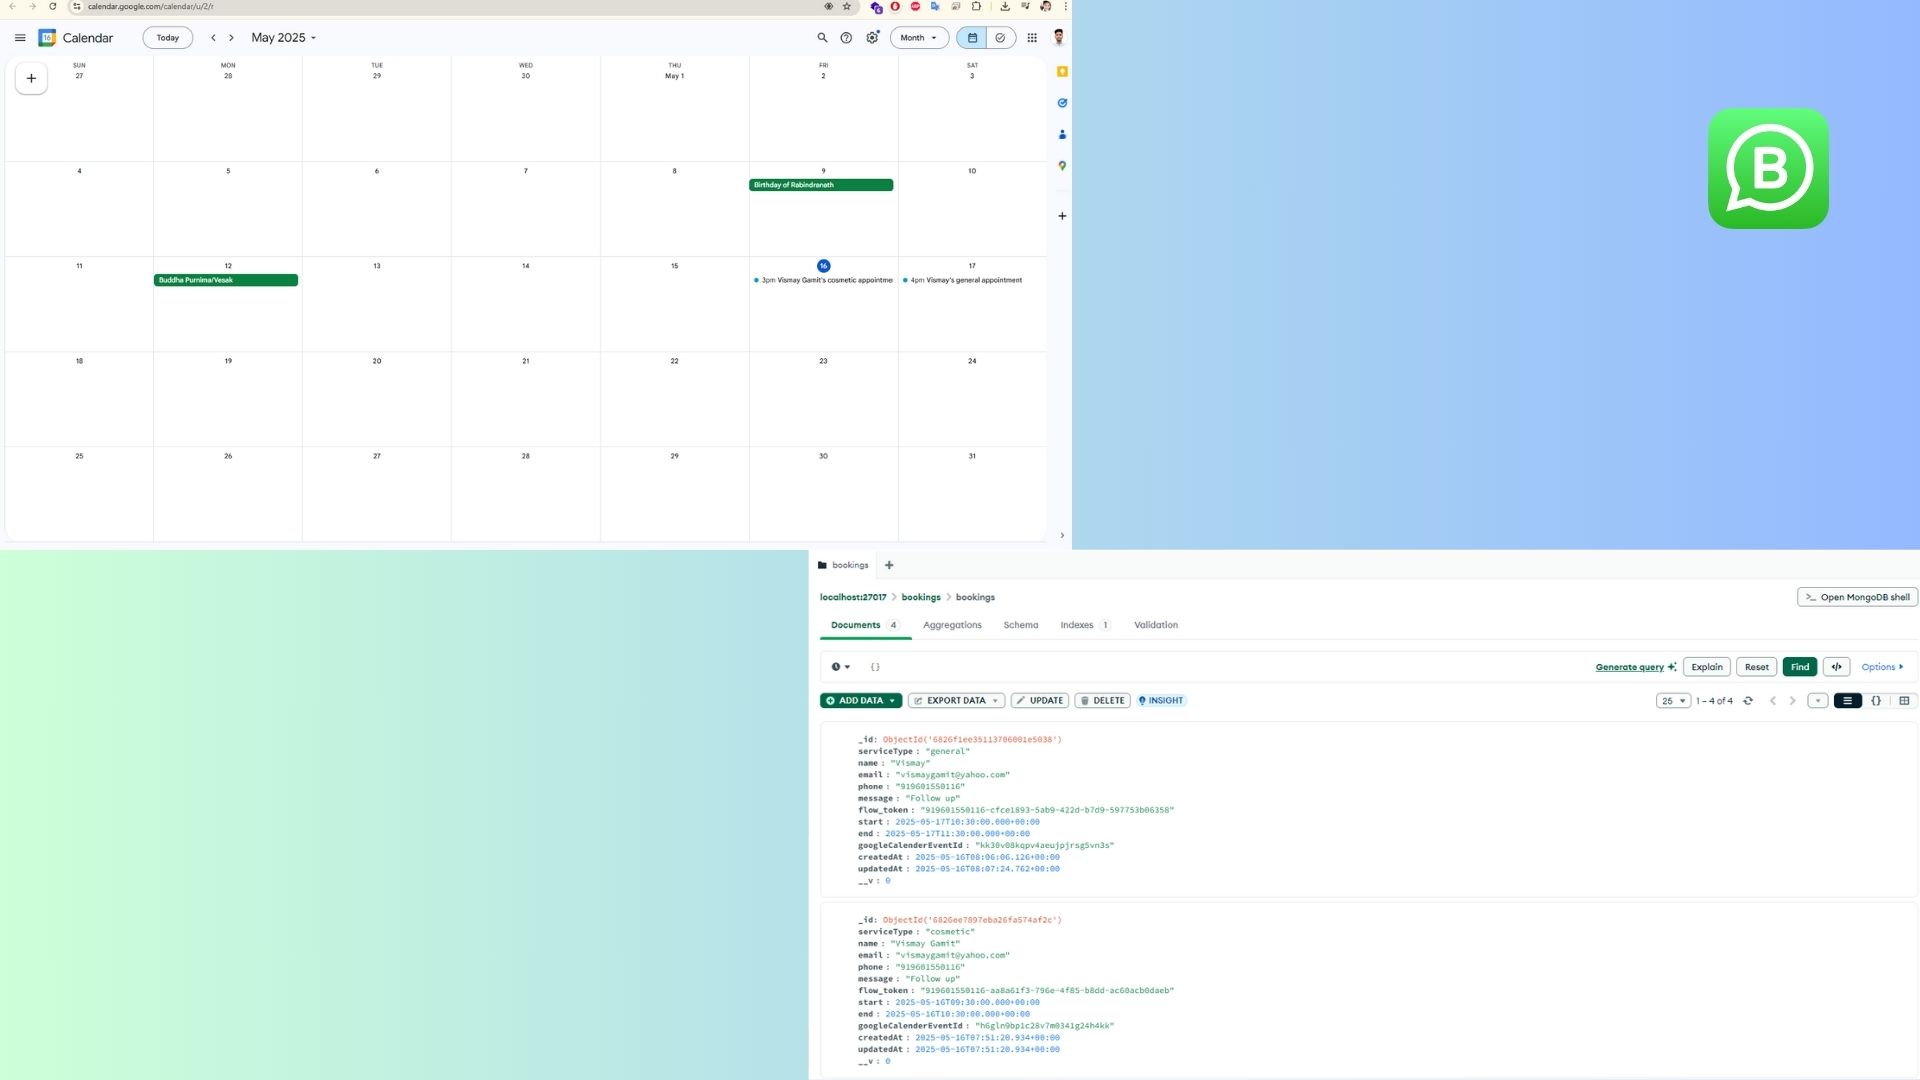 calendar.google.com/calendar/u/2/r
16 Calendar Today May 2025 Month
SUN MON TUE WED THU FRI SAT
27 28 29 30 May 1 2 3
4 5 6 7 8 9 10
Birthday of Rabindranath
11 12 13 14 15 16 17
Buddha Purnima/Vesak
3pm Vismay Gamit's cosmetic appointme
4pm Vismay's general appointment
18 19 20 21 22 23 24
25 26 27 28 29 30 31
B
bookings
localhost:27017 > bookings > bookings
>_ Open MongoDB shell
Documents 4 Aggregations Schema Indexes 1 Validation
{} Generate query Explain Reset Find </> Options
ADD DATA EXPORT DATA UPDATE DELETE INSIGHT
25 1 – 4 of 4 {}
_id: ObjectId('6826f1ee35113706001e5038')
serviceType : "general"
name : "Vismay"
email : "vismaygamit@yahoo.com"
phone : "919601550116"
message : "Follow up"
flow_token : "919601550116-cfce1893-5ab9-422d-b7d9-597753b06358"
start : 2025-05-17T10:30:00.000+00:00
end : 2025-05-17T11:30:00.000+00:00
googleCalenderEventId : "kk30v08kqpv4aeujpjrsg5vn3s"
createdAt : 2025-05-16T08:06:06.126+00:00
updatedAt : 2025-05-16T08:07:24.762+00:00
__v : 0
_id: ObjectId('6826ee7897eba26fa574af2c')
serviceType : "cosmetic"
name : "Vismay Gamit"
email : "vismaygamit@yahoo.com"
phone : "919601550116"
message : "Follow up"
flow_token : "919601550116-aa8a61f3-796e-4f85-b8dd-ac60acb0daeb"
start : 2025-05-16T09:30:00.000+00:00
end : 2025-05-16T10:30:00.000+00:00
googleCalenderEventId : "h6gln9bp1c28v7m0341g24h4kk"
createdAt : 2025-05-16T07:51:20.934+00:00
updatedAt : 2025-05-16T07:51:20.934+00:00
__v : 0